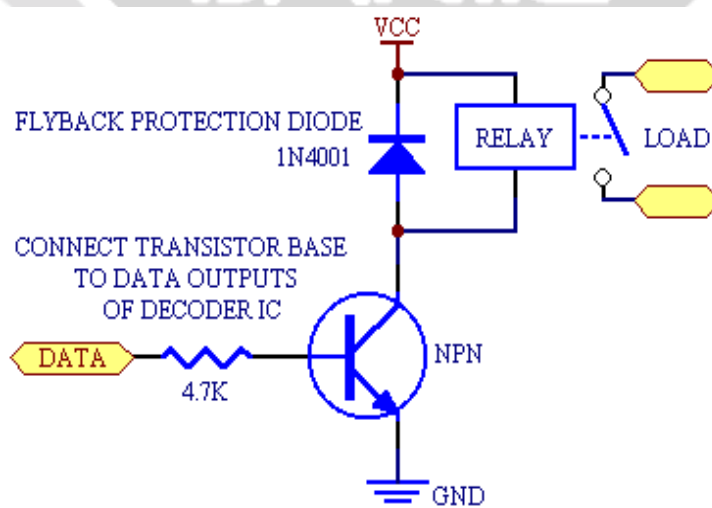 VCC
FLYBACK PROTECTION DIODE
1N4001
RELAY
LOAD
CONNECT TRANSISTOR BASE
TO DATA OUTPUTS
OF DECODER IC
DATA
4.7K
NPN
GND